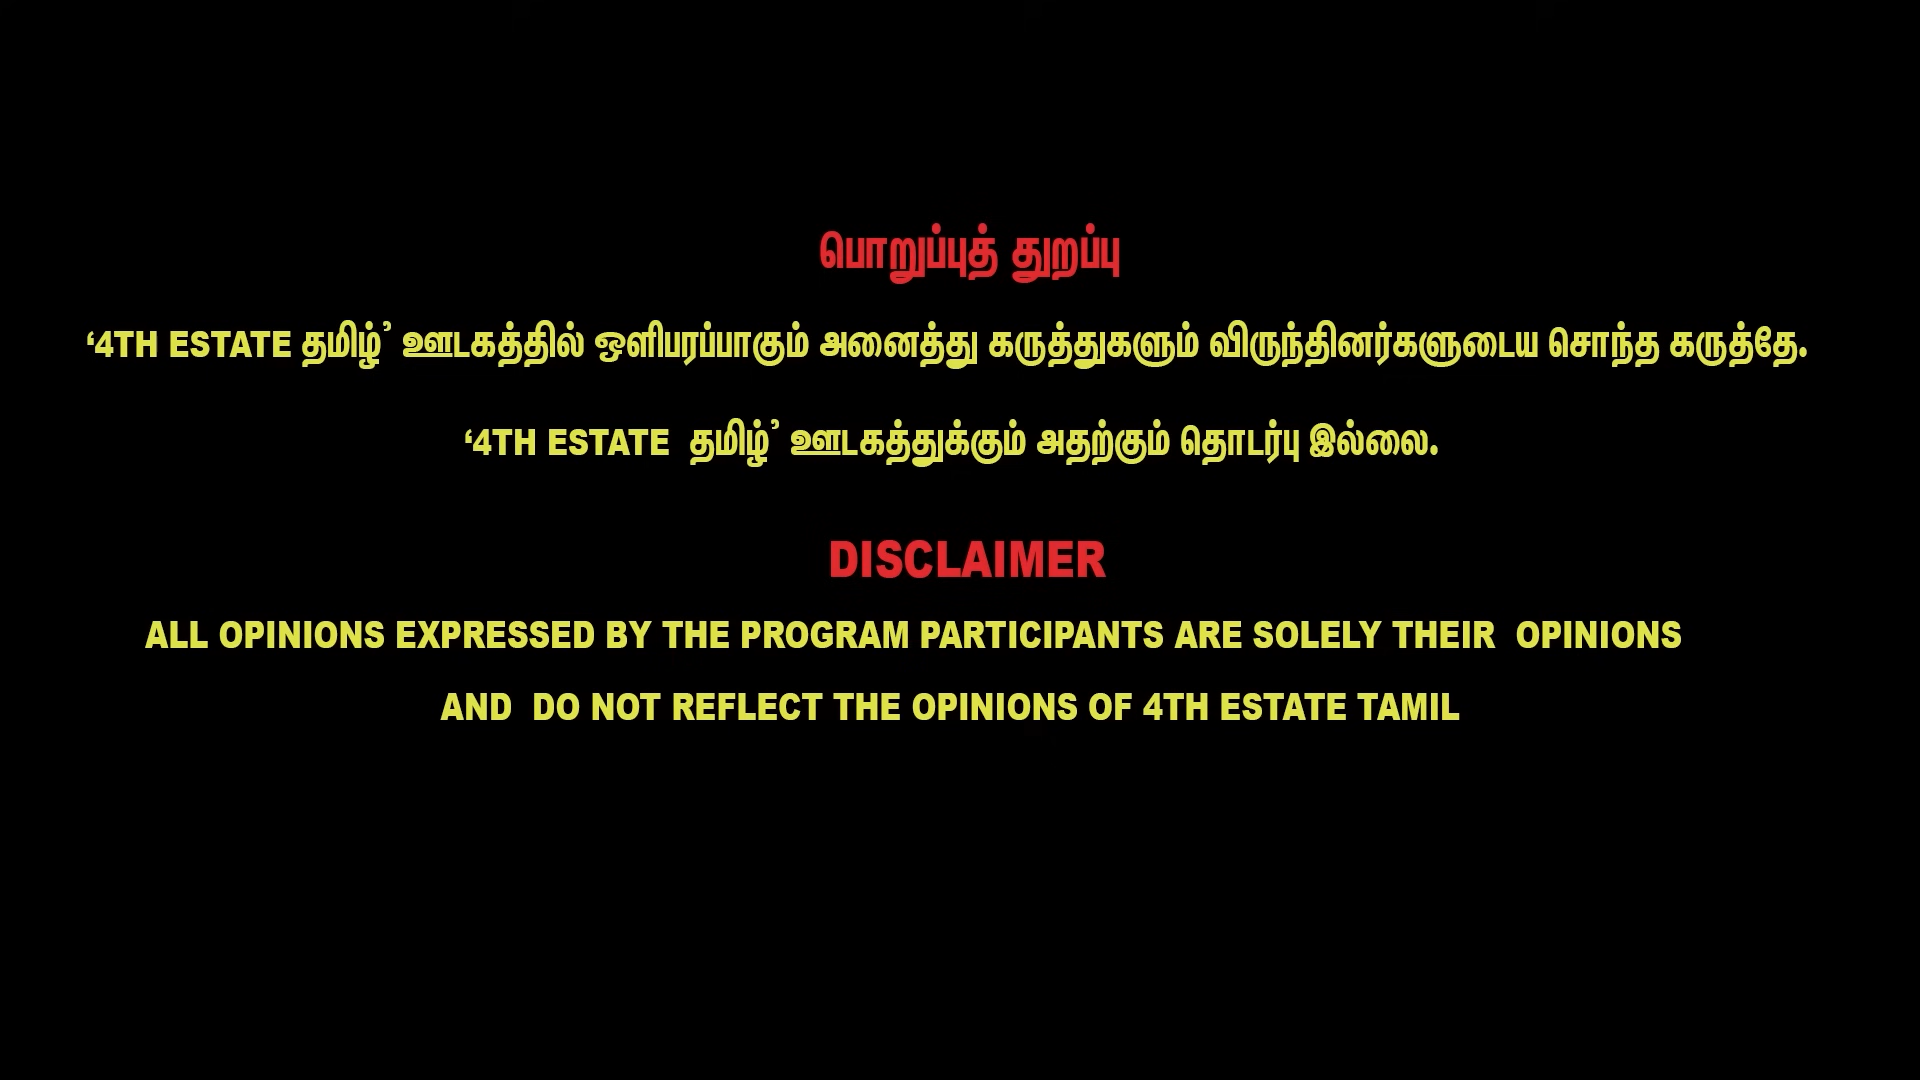 பொறுப்புத் துறப்பு
‘4TH ESTATE தமிழ்’ ஊடகத்தில் ஒளிபரப்பாகும் அனைத்து கருத்துகளும் விருந்தினர்களுடைய சொந்த கருத்தே.
‘4TH ESTATE தமிழ்’ ஊடகத்துக்கும் அதற்கும் தொடர்பு இல்லை.
DISCLAIMER
ALL OPINIONS EXPRESSED BY THE PROGRAM PARTICIPANTS ARE SOLELY THEIR OPINIONS
AND DO NOT REFLECT THE OPINIONS OF 4TH ESTATE TAMIL